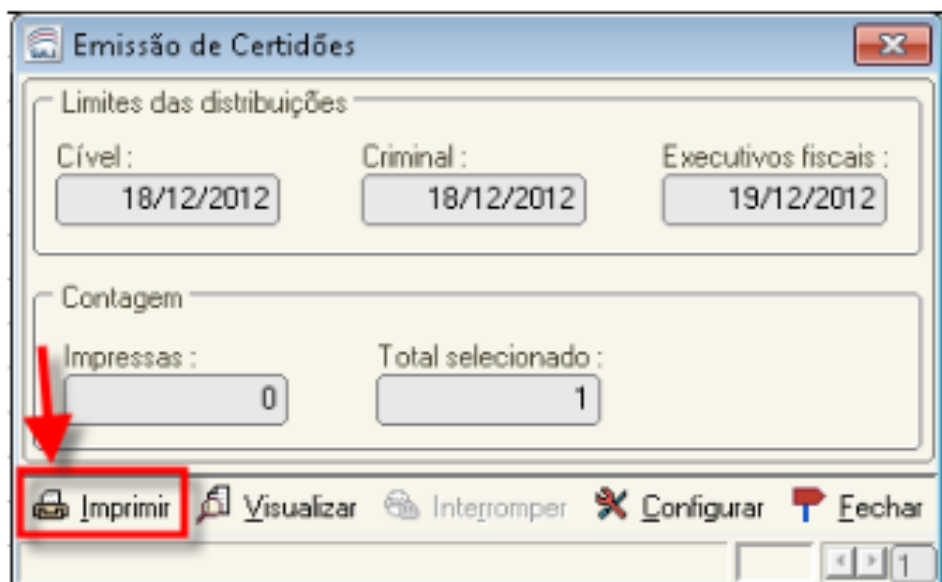 Emissão de Certidões
Limites das distribuições
Cível : Criminal : Executivos fiscais :
18/12/2012 18/12/2012 19/12/2012
Contagem
Impressas : Total selecionado :
0 1
Imprimir Visualizar Interromper Configurar Fechar
1